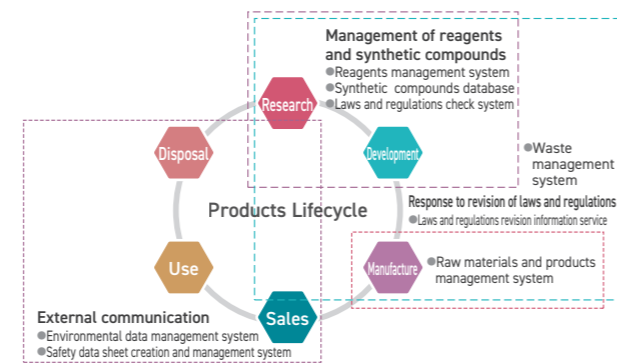 Management of reagents
and synthetic compounds
●Reagents management system
●Synthetic compounds database
●Laws and regulations check system
Research
Disposal
Development
●Waste
management
system
Products Lifecycle
Response to revision of laws and regulations
●Laws and regulations revision information service
Use
Manufacture
●Raw materials and products
management system
Sales
External communication
●Environmental data management system
●Safety data sheet creation and management system